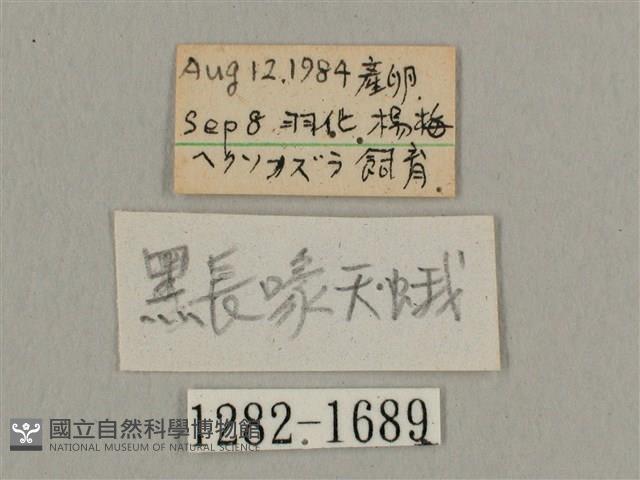 Aug 12.1984 產卵.
Sep 8 羽化. 楊梅
ヘクソカズラ 飼育.
黑長喙天蛾
1282-1689
國立自然科學博物館
NATIONAL MUSEUM OF NATURAL SCIENCE